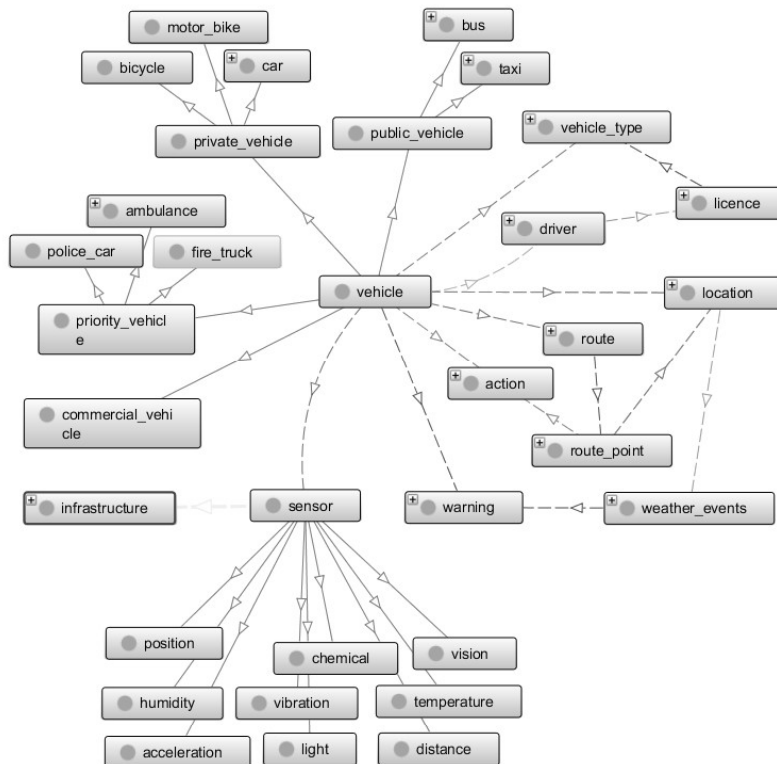 motor_bike
bus
bicycle
car
taxi
private_vehicle
public_vehicle
vehicle_type
ambulance
licence
driver
police_car
fire_truck
vehicle
location
priority_vehicl
e
route
action
commercial_vehi
cle
route_point
infrastructure
sensor
warning
weather_events
position
chemical
vision
humidity
vibration
temperature
acceleration
light
distance